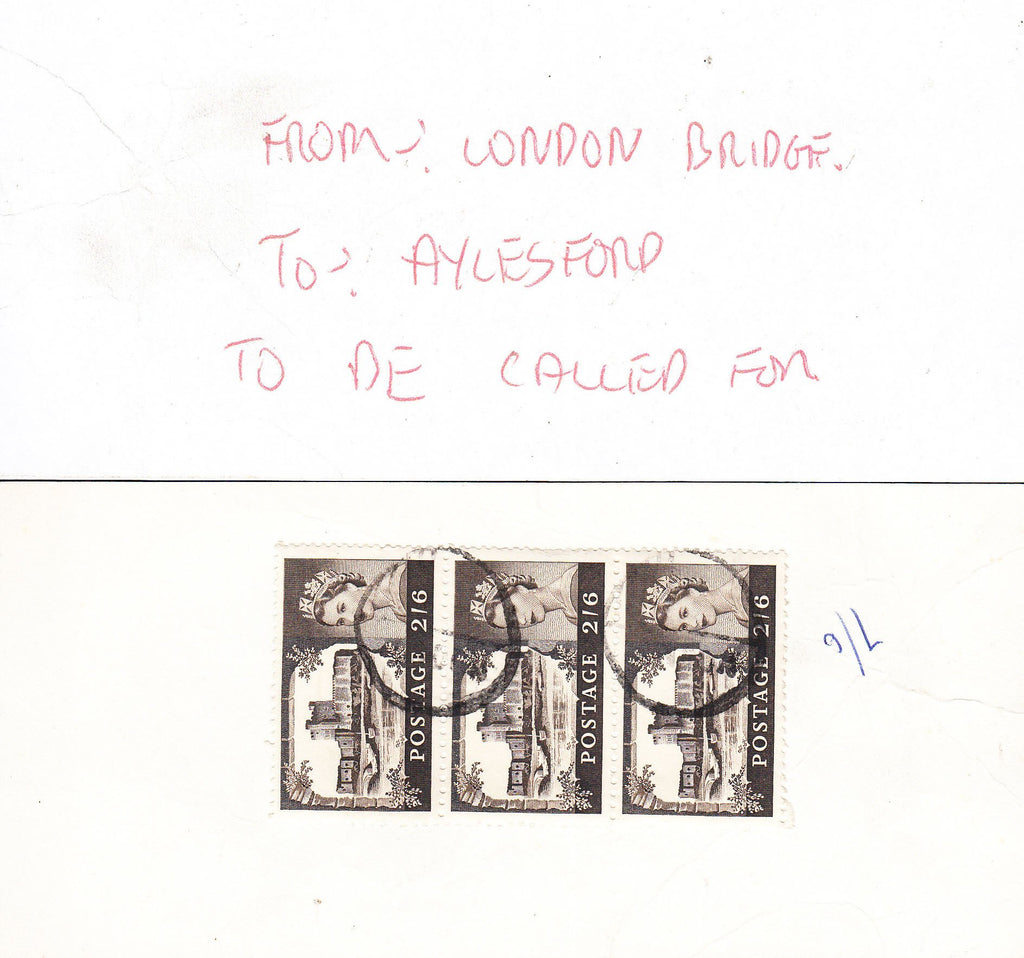 FROM:- LONDON BRIDGE.
TO:- AYLESFORD
TO BE CALLED FOR
POSTAGE 2/6
POSTAGE 2/6
POSTAGE 2/6
7/6